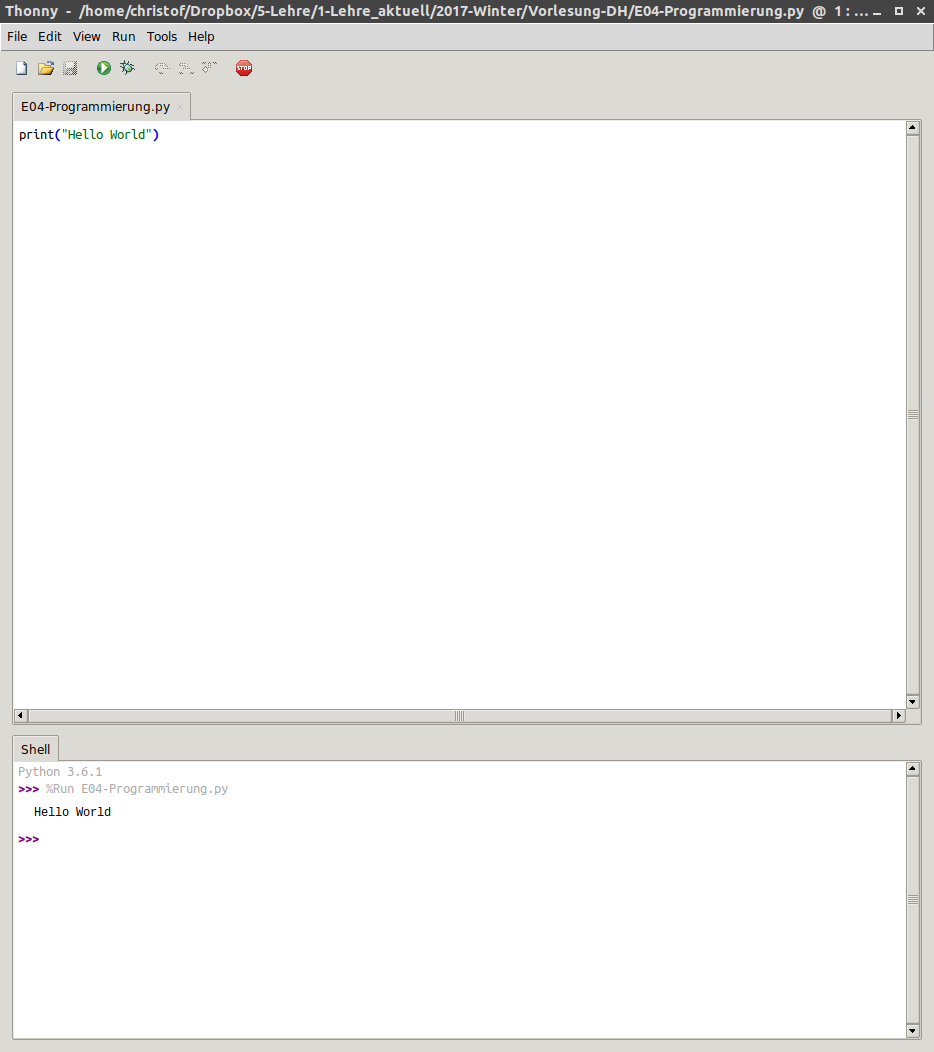 Thonny - /home/christof/Dropbox/5-Lehre/1-Lehre_aktuell/2017-Winter/Vorlesung-DH/E04-Programmierung.py @ 1 : ...
File Edit View Run Tools Help
STOP
E04-Programmierung.py
print("Hello World")
Shell
Python 3.6.1
>>> %Run E04-Programmierung.py
Hello World
>>>